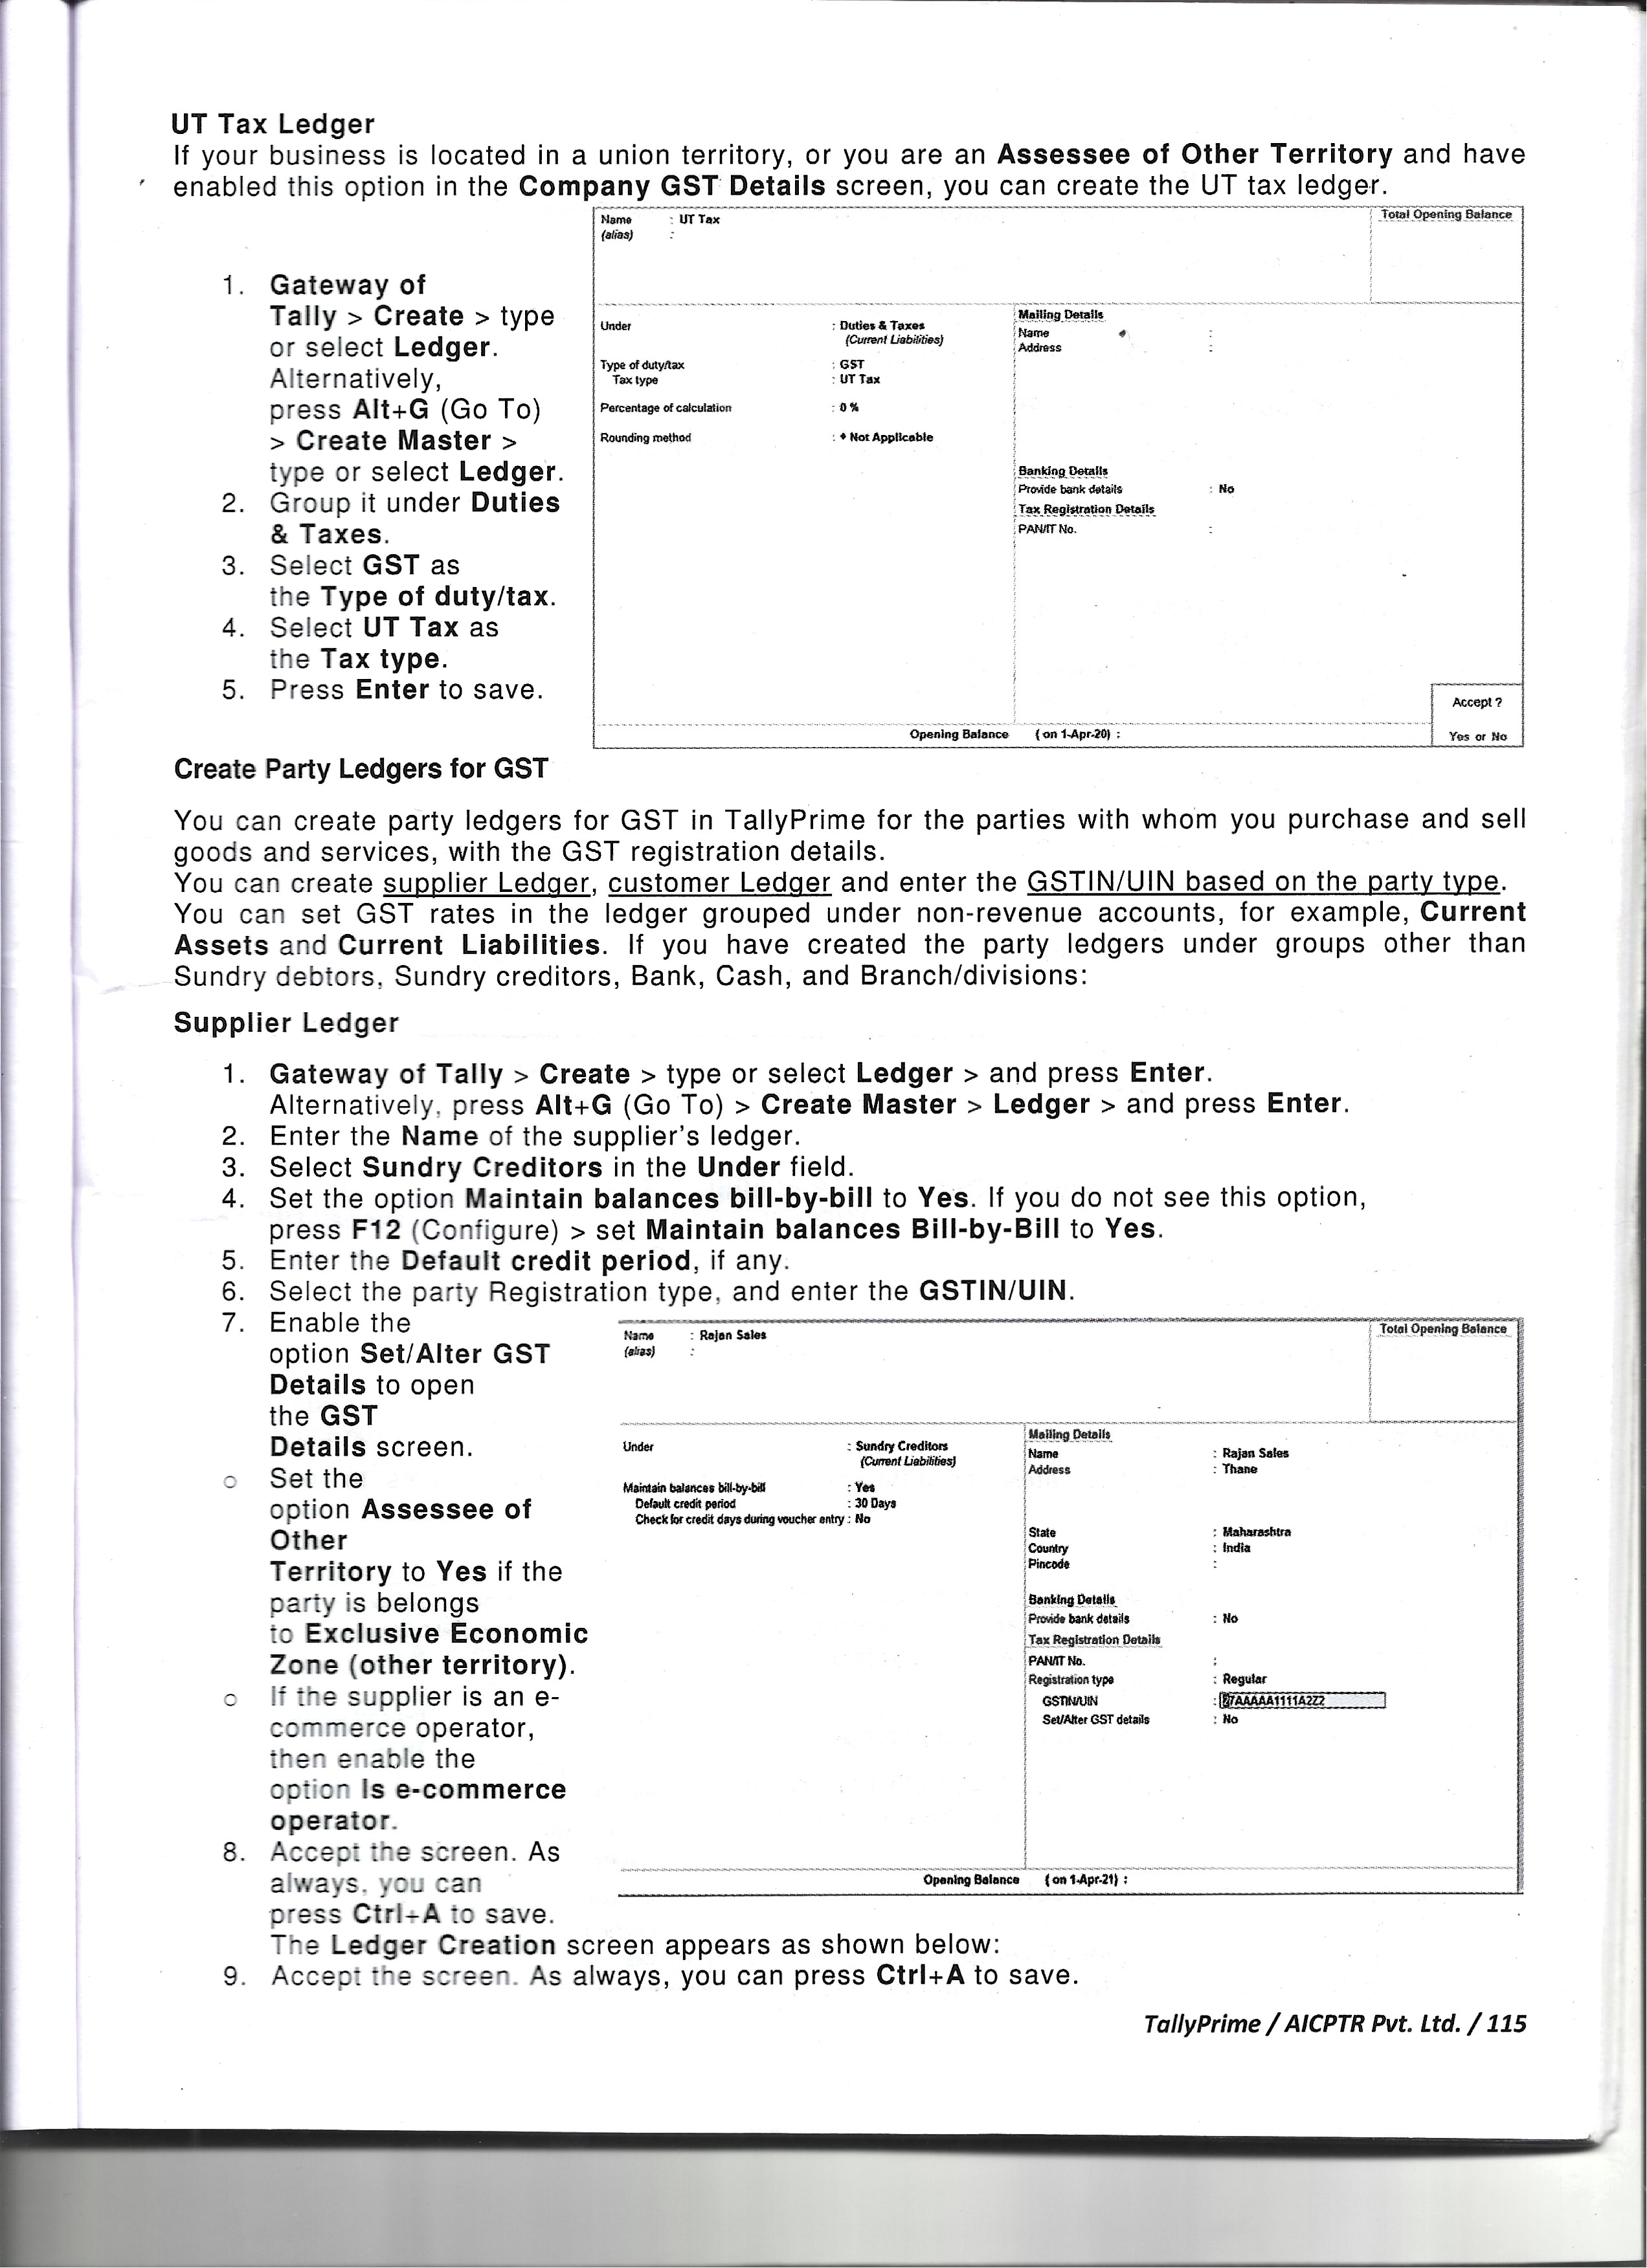 UT Tax Ledger
If your business is located in a union territory, or you are an Assessee of Other Territory and have
enabled this option in the Company GST Details screen, you can create the UT tax ledger.
1. Gateway of
Tally > Create > type
or select Ledger.
Alternatively,
press Alt+G (Go To)
> Create Master >
type or select Ledger.
2. Group it under Duties
& Taxes.
3. Select GST as
the Type of duty/tax.
4. Select UT Tax as
the Tax type.
5. Press Enter to save.
Name : UT Tax
(alias) :
Total Opening Balance
Under : Duties & Taxes
(Current Liabilities)
Type of duty/tax : GST
Tax type : UT Tax
Percentage of calculation : 0 %
Rounding method : ♦ Not Applicable
Mailing Details
Name :
Address :
Banking Details
Provide bank details : No
Tax Registration Details
PAN/IT No. :
Opening Balance ( on 1-Apr-20) :
Accept ?
Yes or No
Create Party Ledgers for GST
You can create party ledgers for GST in TallyPrime for the parties with whom you purchase and sell
goods and services, with the GST registration details.
You can create supplier Ledger, customer Ledger and enter the GSTIN/UIN based on the party type.
You can set GST rates in the ledger grouped under non-revenue accounts, for example, Current
Assets and Current Liabilities. If you have created the party ledgers under groups other than
Sundry debtors, Sundry creditors, Bank, Cash, and Branch/divisions:
Supplier Ledger
1. Gateway of Tally > Create > type or select Ledger > and press Enter.
Alternatively, press Alt+G (Go To) > Create Master > Ledger > and press Enter.
2. Enter the Name of the supplier's ledger.
3. Select Sundry Creditors in the Under field.
4. Set the option Maintain balances bill-by-bill to Yes. If you do not see this option,
press F12 (Configure) > set Maintain balances Bill-by-Bill to Yes.
5. Enter the Default credit period, if any.
6. Select the party Registration type, and enter the GSTIN/UIN.
7. Enable the
option Set/Alter GST
Details to open
the GST
Details screen.
○ Set the
option Assessee of
Other
Territory to Yes if the
party is belongs
to Exclusive Economic
Zone (other territory).
○ If the supplier is an e-
commerce operator,
then enable the
option Is e-commerce
operator.
8. Accept the screen. As
always, you can
press Ctrl+A to save.
The Ledger Creation screen appears as shown below:
Name : Rajan Sales
(alias) :
Total Opening Balance
Under : Sundry Creditors
(Current Liabilities)
Maintain balances bill-by-bill : Yes
Default credit period : 30 Days
Check for credit days during voucher entry : No
Mailing Details
Name : Rajan Sales
Address : Thane
State : Maharashtra
Country : India
Pincode :
Banking Details
Provide bank details : No
Tax Registration Details
PAN/IT No. :
Registration type : Regular
GSTIN/UIN : 27AAAAA1111A2Z2
Set/Alter GST details : No
Opening Balance ( on 1-Apr-21) :
9. Accept the screen. As always, you can press Ctrl+A to save.
TallyPrime / AICPTR Pvt. Ltd. / 115